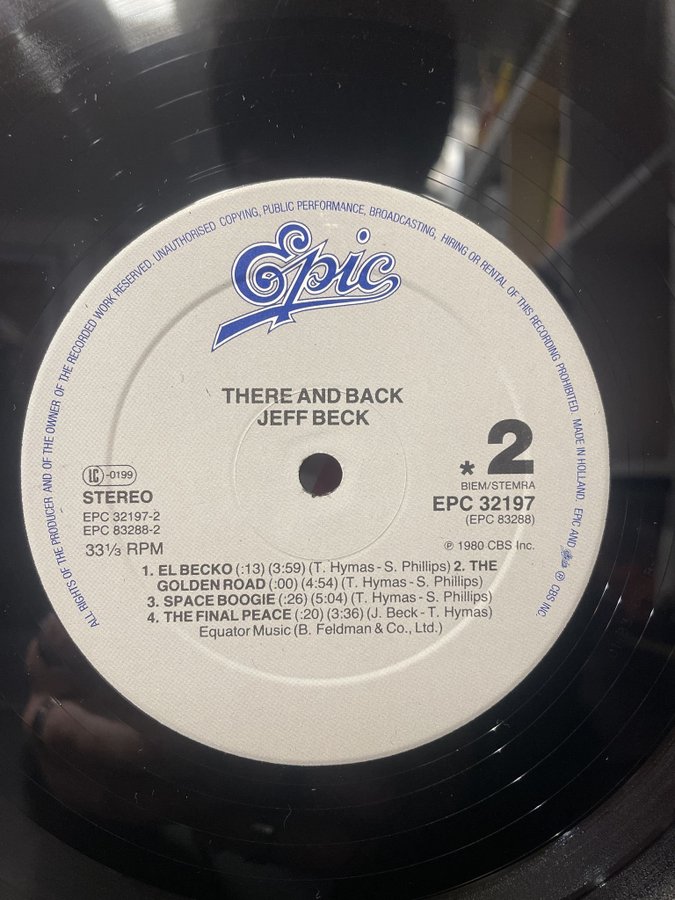 ALL RIGHTS OF THE PRODUCER AND OF THE OWNER OF THE RECORDED WORK RESERVED. UNAUTHORISED COPYING, PUBLIC PERFORMANCE, BROADCASTING, HIRING OR RENTAL OF THIS RECORDING PROHIBITED. MADE IN HOLLAND. EPIC AND ® CBS INC
Epic
THERE AND BACK
JEFF BECK
* 2
BIEM/STEMRA
EPC 32197
(EPC 83288)
LC -0199
STEREO
EPC 32197-2
EPC 83288-2
33 1/3 RPM
℗ 1980 CBS Inc.
1. EL BECKO (:13) (3:59) (T. Hymas - S. Phillips) 2. THE
GOLDEN ROAD (:00) (4:54) (T. Hymas - S. Phillips)
3. SPACE BOOGIE (:26) (5:04) (T. Hymas - S. Phillips)
4. THE FINAL PEACE (:20) (3:36) (J. Beck - T. Hymas)
Equator Music (B. Feldman & Co., Ltd.)